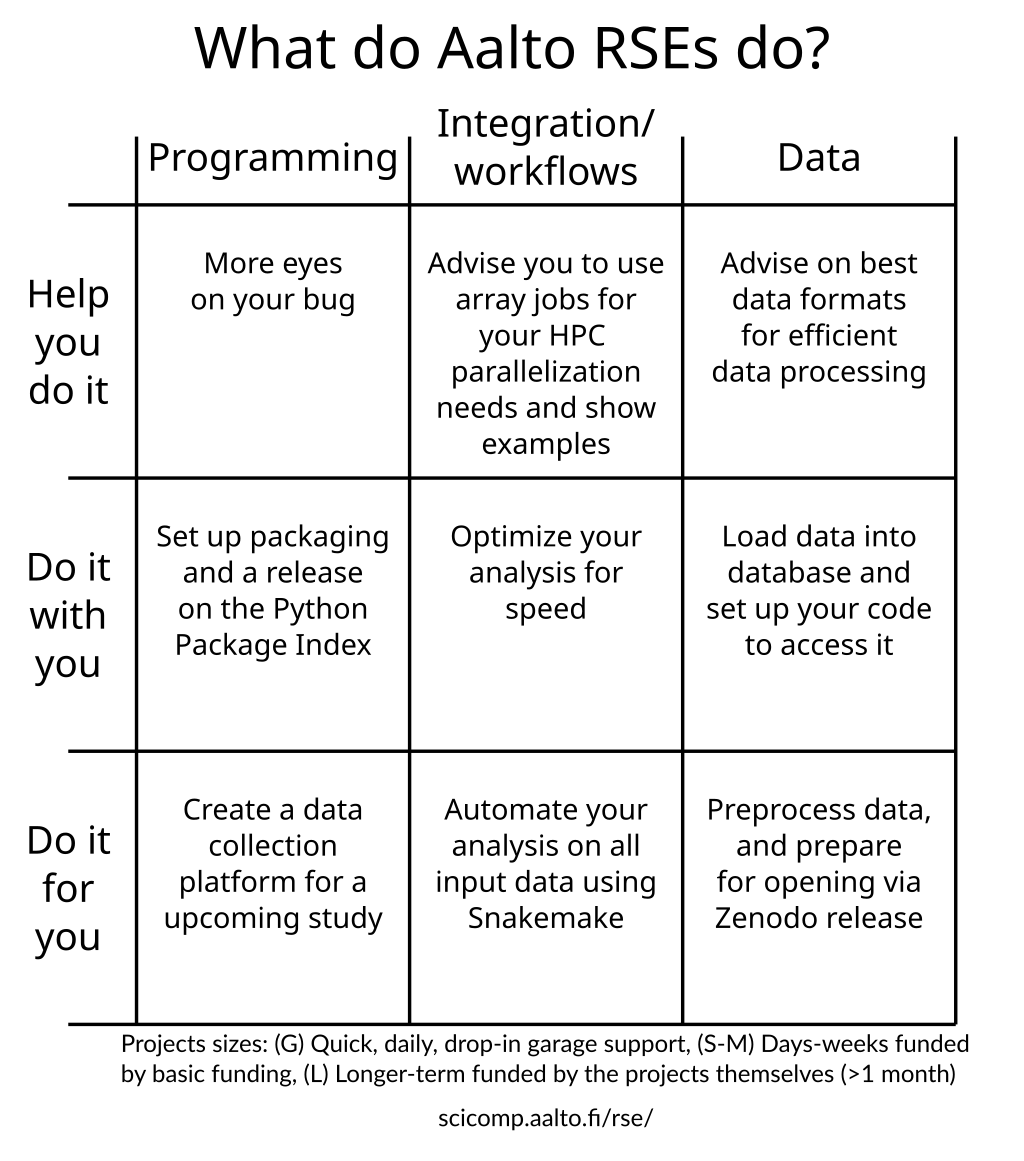 What do Aalto RSEs do?
Programming
Integration/
workflows
Data
Help
you
do it
More eyes
on your bug
Advise you to use
array jobs for
your HPC
parallelization
needs and show
examples
Advise on best
data formats
for efficient
data processing
Do it
with
you
Set up packaging
and a release
on the Python
Package Index
Optimize your
analysis for
speed
Load data into
database and
set up your code
to access it
Do it
for
you
Create a data
collection
platform for a
upcoming study
Automate your
analysis on all
input data using
Snakemake
Preprocess data,
and prepare
for opening via
Zenodo release
Projects sizes: (G) Quick, daily, drop-in garage support, (S-M) Days-weeks funded
by basic funding, (L) Longer-term funded by the projects themselves (>1 month)
scicomp.aalto.fi/rse/